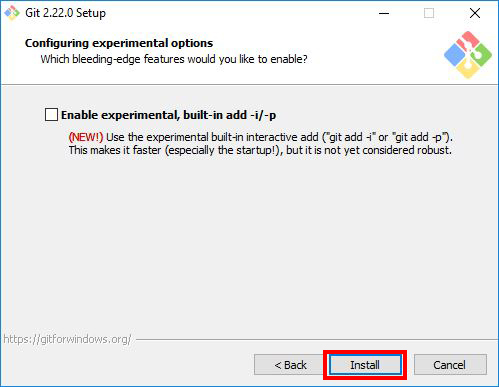 Git 2.22.0 Setup
Configuring experimental options
Which bleeding-edge features would you like to enable?
Enable experimental, built-in add -i/-p
(NEW!) Use the experimental built-in interactive add ("git add -i" or "git add -p").
This makes it faster (especially the startup!), but it is not yet considered robust.
https://gitforwindows.org/
< Back
Install
Cancel